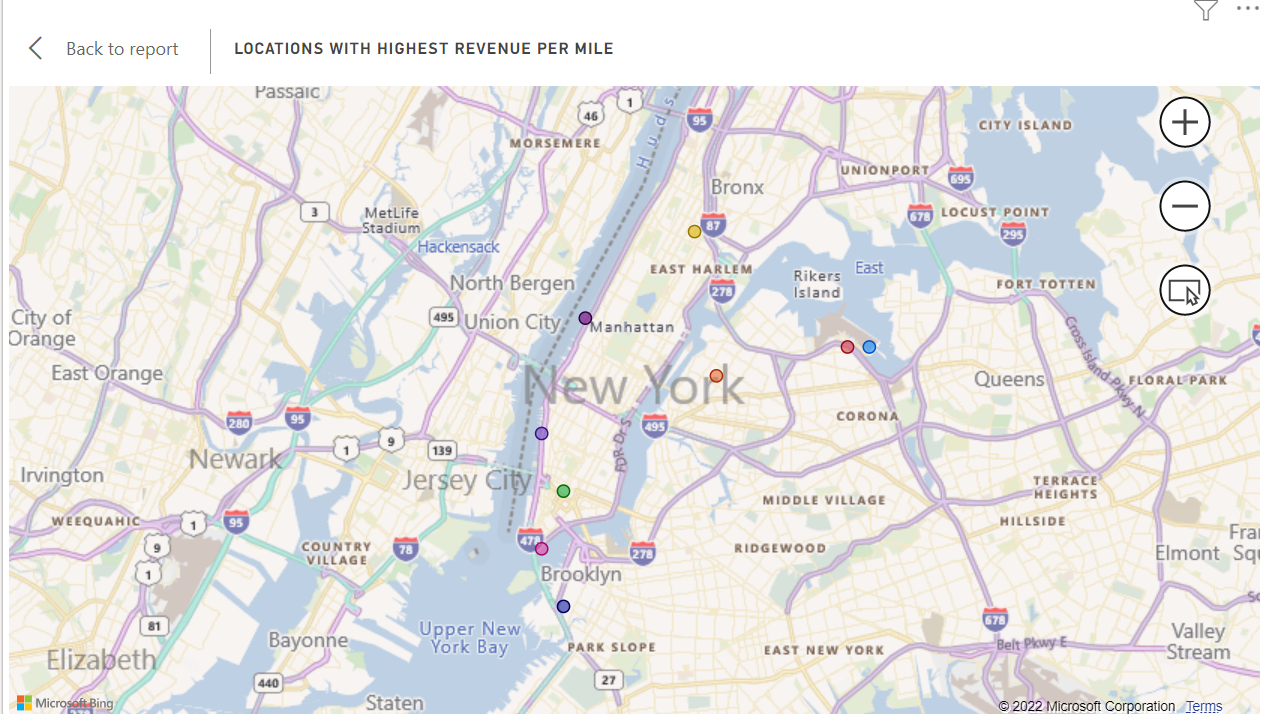 Back to report
LOCATIONS WITH HIGHEST REVENUE PER MILE
Passaic
46
1
95
Huds
CITY ISLAND
MORSEMERE
UNIONPORT
695
Bronx
3
MetLife
Stadium
678
LOCUST POINT
87
295
Hackensack
EAST HARLEM
Rikers
Island
East
North Bergen
278
FORT TOTTEN
City of
Orange
495
Union City
Manhattan
Cross Island Pkwy N
East Orange
New York
Queens
FLORAL PARK
280
95
CORONA
495
FDR Dr S
1
9
139
Newark
Irvington
Jersey City
TERRACE
HEIGHTS
MIDDLE VILLAGE
WEEQUAHIC
1
95
HILLSIDE
9
COUNTRY
VILLAGE
78
478
278
RIDGEWOOD
Elmont
Fra
Squ
1
Brooklyn
81
Bayonne
Upper New
York Bay
PARK SLOPE
EAST NEW YORK
678
Belt Pkwy E
Valley
Stream
Elizabeth
440
27
Staten
Microsoft Bing
© 2022 Microsoft Corporation Terms